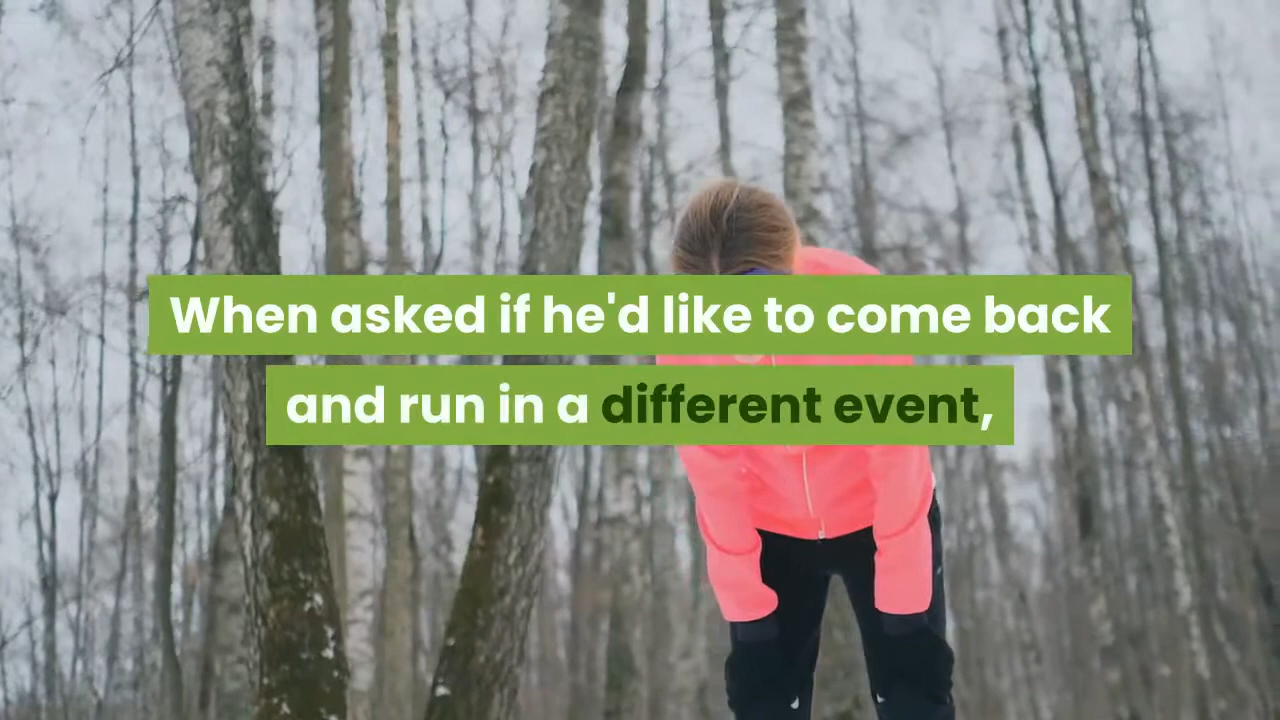 When asked if he'd like to come back
and run in a different event,